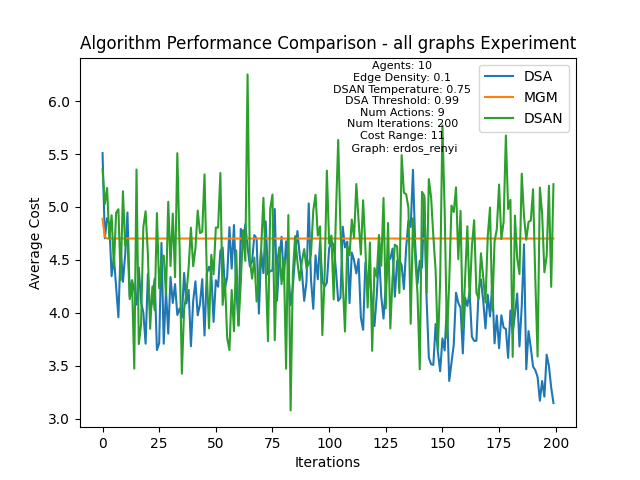 Algorithm Performance Comparison - all graphs Experiment
Agents: 10
Edge Density: 0.1
DSAN Temperature: 0.75
DSA Threshold: 0.99
Num Actions: 9
Num Iterations: 200
Cost Range: 11
Graph: erdos_renyi
DSA
MGM
DSAN
Average Cost
6.0
5.5
5.0
4.5
4.0
3.5
3.0
0 25 50 75 100 125 150 175 200
Iterations